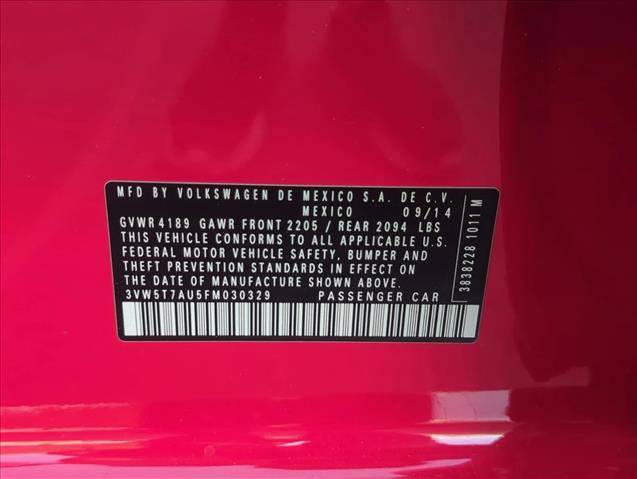 MFD BY VOLKSWAGEN DE MEXICO S.A. DE C.V.
MEXICO 09/14
GVWR 4189 GAWR FRONT 2205 / REAR 2094 LBS
THIS VEHICLE CONFORMS TO ALL APPLICABLE U.S.
FEDERAL MOTOR VEHICLE SAFETY, BUMPER AND
THEFT PREVENTION STANDARDS IN EFFECT ON
THE DATE OF MANUFACTURE SHOWN ABOVE.
3VW5T7AU5FM030329 PASSENGER CAR
3838228 1011 M